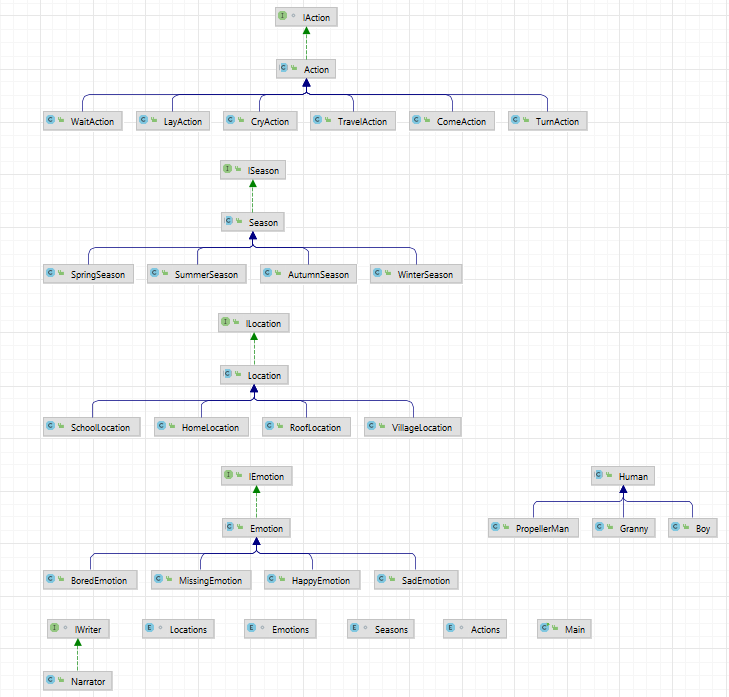 IAction
Action
WaitAction LayAction CryAction TravelAction ComeAction TurnAction
ISeason
Season
SpringSeason SummerSeason AutumnSeason WinterSeason
ILocation
Location
SchoolLocation HomeLocation RoofLocation VillageLocation
IEmotion Human
Emotion PropellerMan Granny Boy
BoredEmotion MissingEmotion HappyEmotion SadEmotion
IWriter Locations Emotions Seasons Actions Main
Narrator